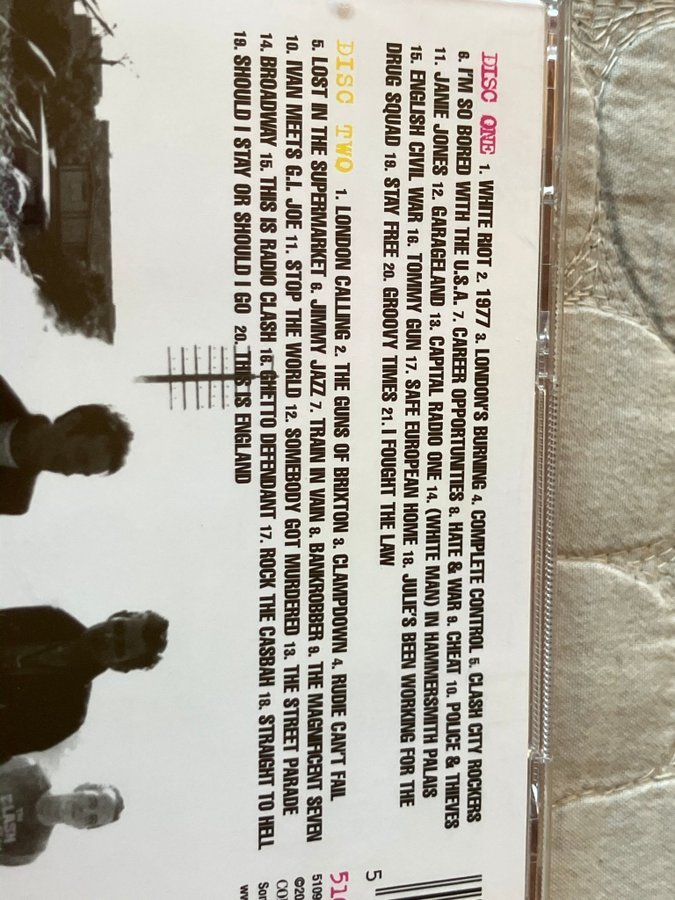 DISC ONE 1. WHITE RIOT 2. 1977 3. LONDON'S BURNING 4. COMPLETE CONTROL 5. CLASH CITY ROCKERS
6. I'M SO BORED WITH THE U.S.A. 7. CAREER OPPORTUNITIES 8. HATE & WAR 9. CHEAT 10. POLICE & THIEVES
11. JANIE JONES 12. GARAGELAND 13. CAPITAL RADIO ONE 14. (WHITE MAN) IN HAMMERSMITH PALAIS
15. ENGLISH CIVIL WAR 16. TOMMY GUN 17. SAFE EUROPEAN HOME 18. JULIE'S BEEN WORKING FOR THE
DRUG SQUAD 19. STAY FREE 20. GROOVY TIMES 21. I FOUGHT THE LAW
DISC TWO 1. LONDON CALLING 2. THE GUNS OF BRIXTON 3. CLAMPDOWN 4. RUDIE CAN'T FAIL
5. LOST IN THE SUPERMARKET 6. JIMMY JAZZ 7. TRAIN IN VAIN 8. BANKROBBER 9. THE MAGNIFICENT SEVEN
10. IVAN MEETS G.I. JOE 11. STOP THE WORLD 12. SOMEBODY GOT MURDERED 13. THE STREET PARADE
14. BROADWAY 15. THIS IS RADIO CLASH 16. GHETTO DEFENDANT 17. ROCK THE CASBAH 18. STRAIGHT TO HELL
19. SHOULD I STAY OR SHOULD I GO 20. THIS IS ENGLAND
5
510
5109
©20
CO
Son
ww